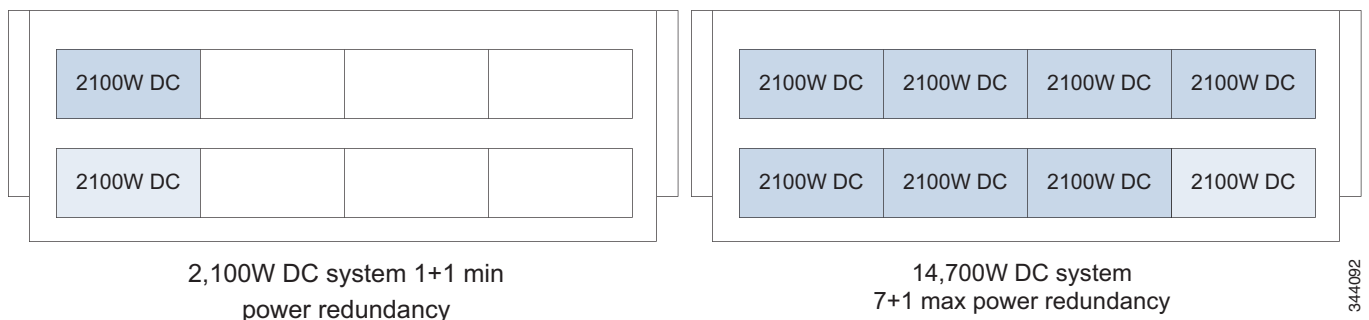 2100W DC
2100W DC
2,100W DC system 1+1 min
power redundancy
2100W DC 2100W DC 2100W DC 2100W DC
2100W DC 2100W DC 2100W DC 2100W DC
14,700W DC system
7+1 max power redundancy
344092